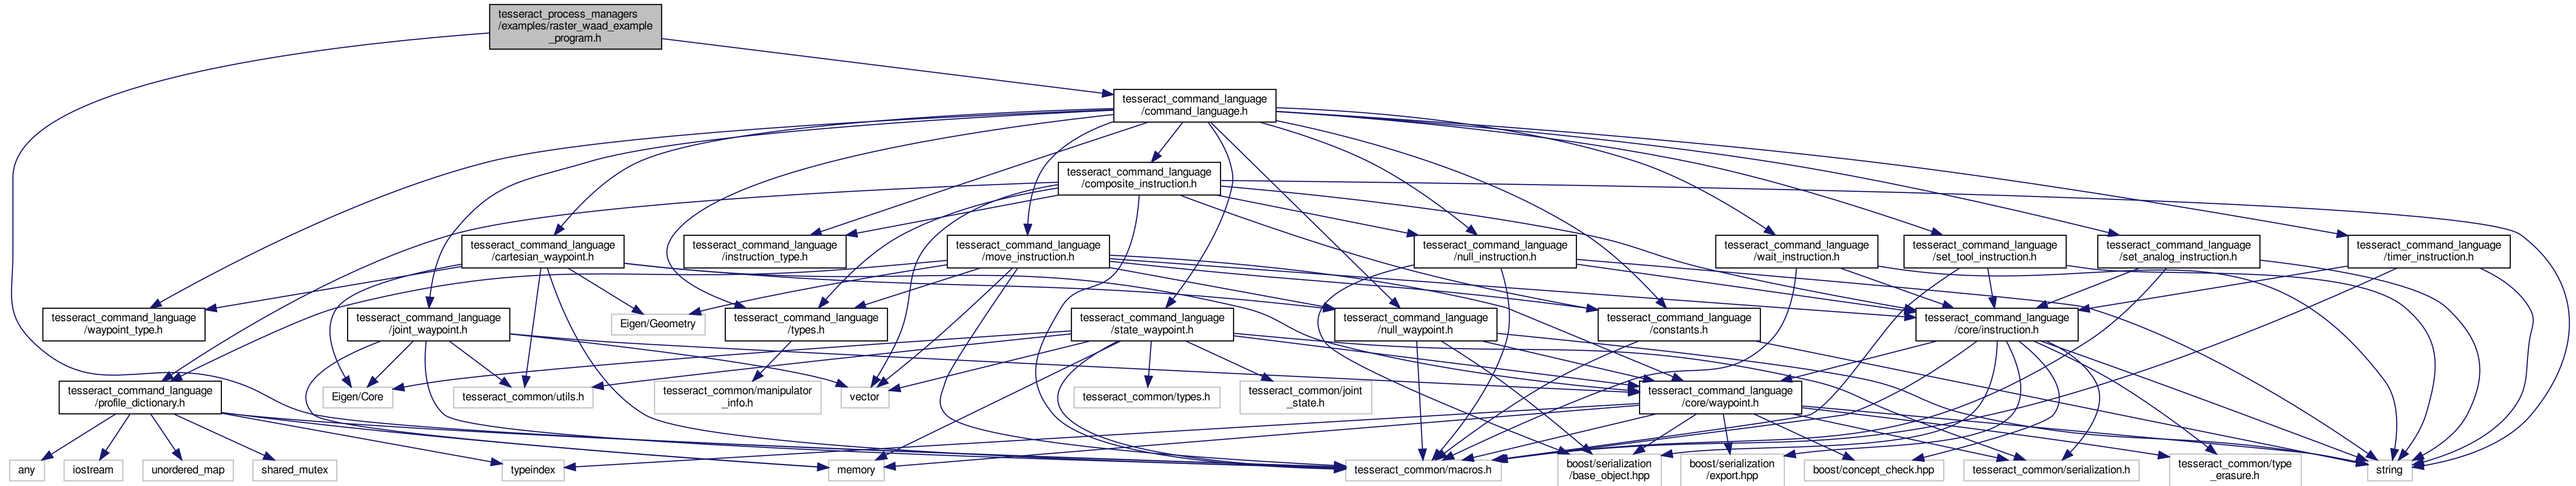 tesseract_process_managers
/examples/raster_waad_example
_program.h
tesseract_command_language
/command_language.h
tesseract_command_language
/composite_instruction.h
tesseract_command_language
/cartesian_waypoint.h
tesseract_command_language
/instruction_type.h
tesseract_command_language
/move_instruction.h
tesseract_command_language
/null_instruction.h
tesseract_command_language
/wait_instruction.h
tesseract_command_language
/set_tool_instruction.h
tesseract_command_language
/set_analog_instruction.h
tesseract_command_language
/timer_instruction.h
tesseract_command_language
/waypoint_type.h
tesseract_command_language
/joint_waypoint.h
Eigen/Geometry
tesseract_command_language
/types.h
tesseract_command_language
/state_waypoint.h
tesseract_command_language
/null_waypoint.h
tesseract_command_language
/constants.h
tesseract_command_language
/core/instruction.h
tesseract_command_language
/profile_dictionary.h
Eigen/Core
tesseract_common/utils.h
tesseract_common/manipulator
_info.h
vector
tesseract_common/types.h
tesseract_common/joint
_state.h
tesseract_command_language
/core/waypoint.h
any
iostream
unordered_map
shared_mutex
typeindex
memory
tesseract_common/macros.h
boost/serialization
/base_object.hpp
boost/serialization
/export.hpp
boost/concept_check.hpp
tesseract_common/serialization.h
tesseract_common/type
_erasure.h
string